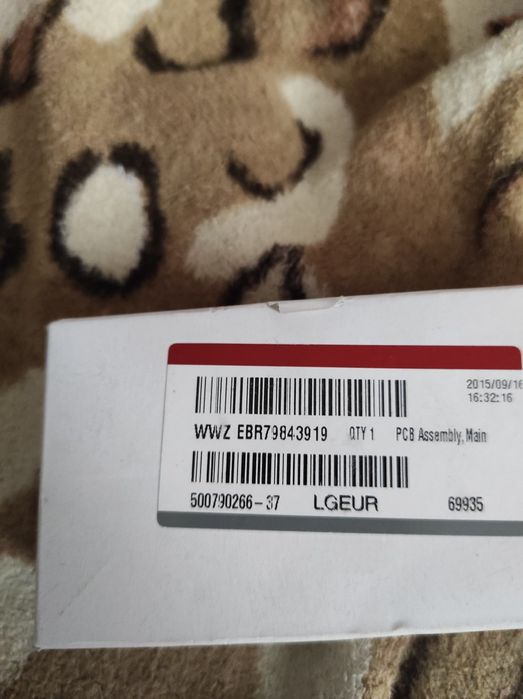 2015/09/16
16:32:16
WWZ EBR79843919 QTY 1 PCB Assembly, Main
500790266-37 LGEUR 69935